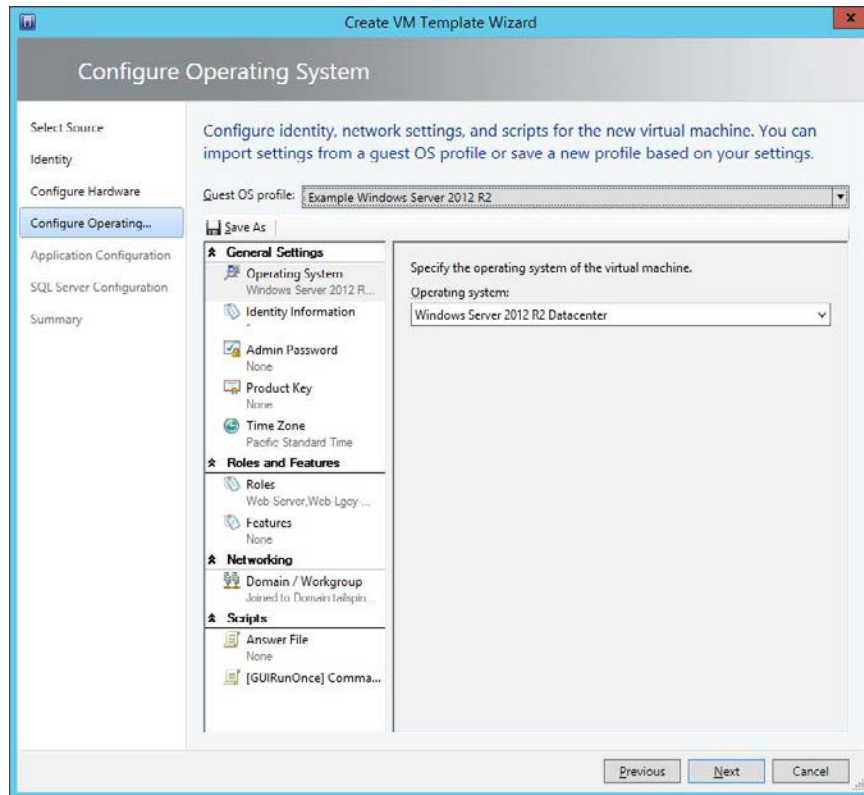 Create VM Template Wizard
x
Configure Operating System
Select Source
Identity
Configure Hardware
Configure Operating...
Application Configuration
SQL Server Configuration
Summary
Configure identity, network settings, and scripts for the new virtual machine. You can
import settings from a guest OS profile or save a new profile based on your settings.
Guest OS profile: Example Windows Server 2012 R2
Save As
General Settings
Operating System
Windows Server 2012 R...
Identity Information
*
Admin Password
None
Product Key
None
Time Zone
Pacific Standard Time
Roles and Features
Roles
Web-Server,Web-Lgcy-...
Features
None
Networking
Domain / Workgroup
Joined to Domain tailspin...
Scripts
Answer File
None
[GUIRunOnce] Comma...
Specify the operating system of the virtual machine.
Operating system:
Windows Server 2012 R2 Datacenter
Previous Next Cancel